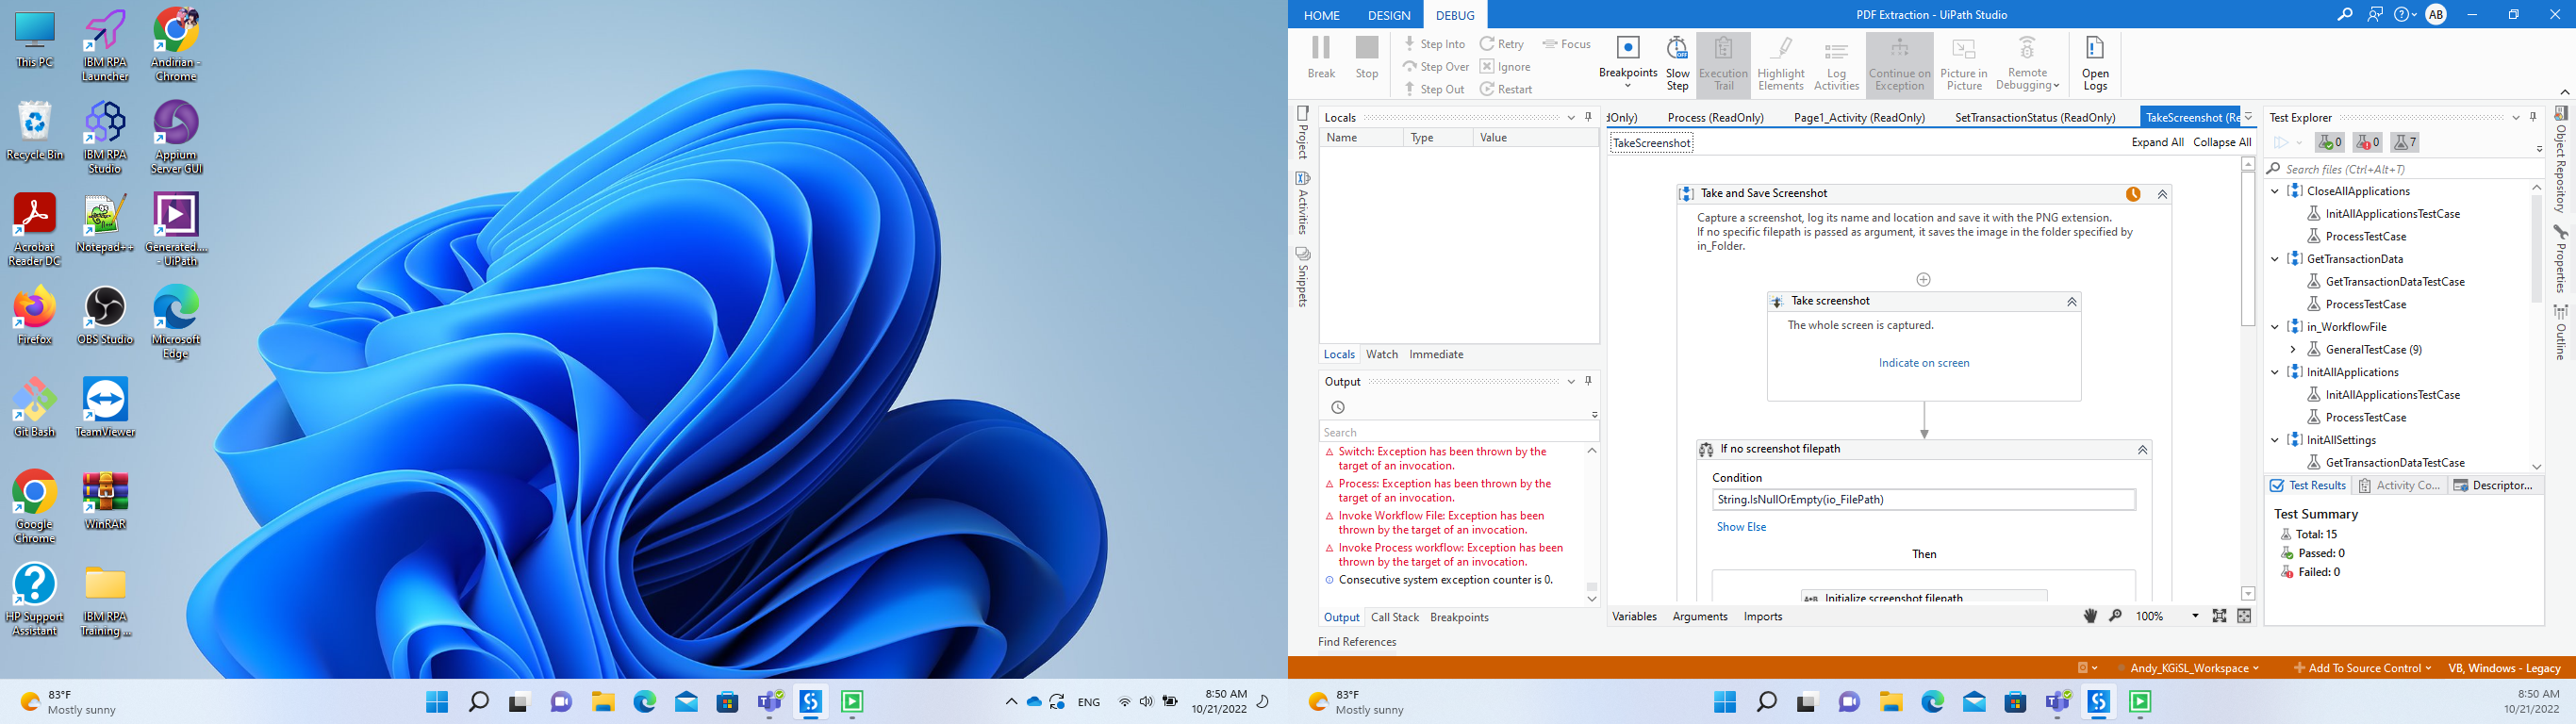 This PC
IBM RPA
Launcher
Andirian -
Chrome
Recycle Bin
IBM RPA
Studio
Appium
Server GUI
Acrobat
Reader DC
Notepad++
Generated....
- UiPath
Firefox
OBS Studio
Microsoft
Edge
Git Bash
TeamViewer
Google
Chrome
WinRAR
HP Support
Assistant
IBM RPA
Training ...
83°F
Mostly sunny
ENG
8:50 AM
10/21/2022
HOME
DESIGN
DEBUG
PDF Extraction - UiPath Studio
AB
Break
Stop
Step Into
Step Over
Step Out
Retry
Ignore
Restart
Focus
Breakpoints
Slow
Step
OFF
Execution
Trail
Highlight
Elements
Log
Activities
Continue on
Exception
Picture in
Picture
Remote
Debugging
Open
Logs
Project
Activities
Snippets
Locals
Name Type Value
Locals Watch Immediate
Output
Search
Switch: Exception has been thrown by the
target of an invocation.
Process: Exception has been thrown by the
target of an invocation.
Invoke Workflow File: Exception has been
thrown by the target of an invocation.
Invoke Process workflow: Exception has been
thrown by the target of an invocation.
Consecutive system exception counter is 0.
Output Call Stack Breakpoints
Find References
dOnly) Process (ReadOnly) Page1_Activity (ReadOnly) SetTransactionStatus (ReadOnly) TakeScreenshot (Re
TakeScreenshot
Expand All Collapse All
Take and Save Screenshot
Capture a screenshot, log its name and location and save it with the PNG extension.
If no specific filepath is passed as argument, it saves the image in the folder specified by
in_Folder.
Take screenshot
The whole screen is captured.
Indicate on screen
If no screenshot filepath
Condition
String.IsNullOrEmpty(io_FilePath)
Show Else
Then
A+B Initialize screenshot filepath
Variables Arguments Imports
100%
Test Explorer
0 0 7
Search files (Ctrl+Alt+T)
CloseAllApplications
InitAllApplicationsTestCase
ProcessTestCase
GetTransactionData
GetTransactionDataTestCase
ProcessTestCase
in_WorkflowFile
GeneralTestCase (9)
InitAllApplications
InitAllApplicationsTestCase
ProcessTestCase
InitAllSettings
GetTransactionDataTestCase
Test Results Activity Co... Descriptor...
Test Summary
Total: 15
Passed: 0
Failed: 0
Object Repository
Properties
Outline
Andy_KGiSL_Workspace
Add To Source Control
VB, Windows - Legacy
83°F
Mostly sunny
8:50 AM
10/21/2022